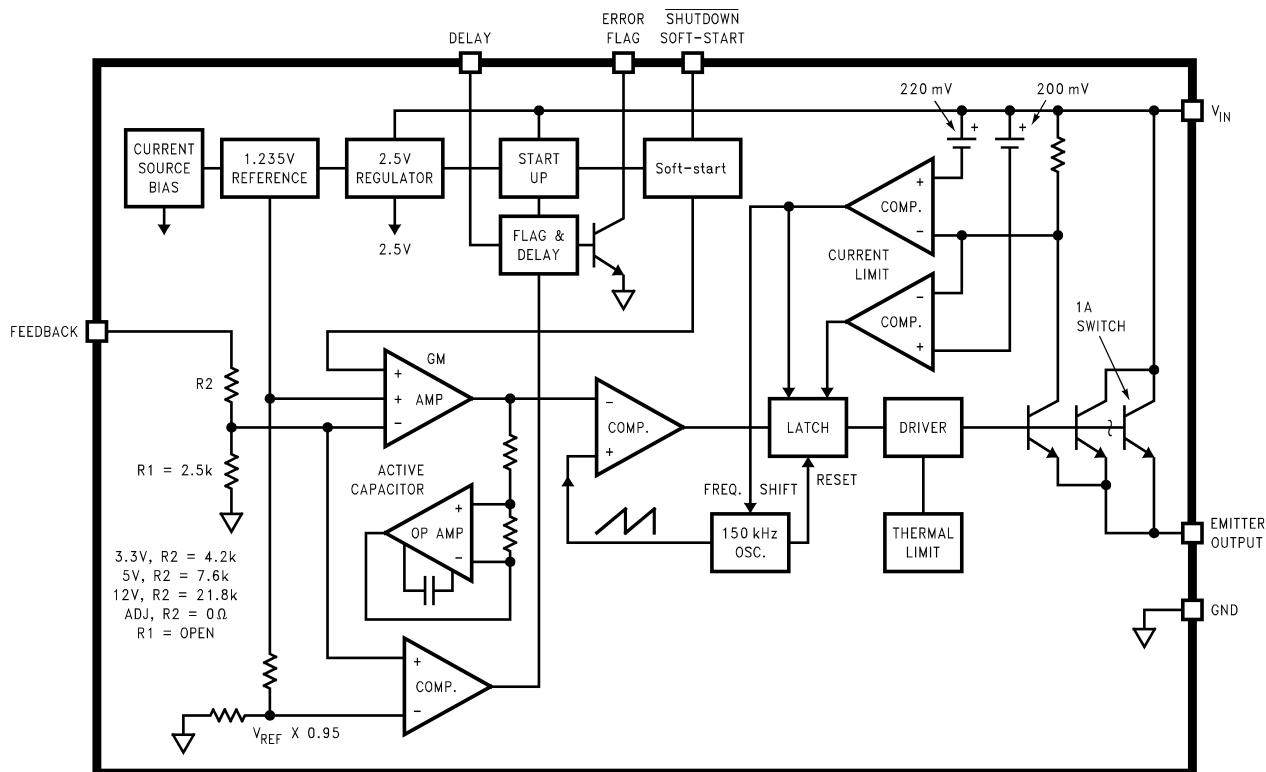 DELAY
ERROR
FLAG
SHUTDOWN
SOFT-START
220 mV
200 mV
+
+
V_IN
CURRENT
SOURCE
BIAS
1.235V
REFERENCE
2.5V
REGULATOR
START
UP
Soft-start
2.5V
FLAG &
DELAY
+
COMP.
−
CURRENT
LIMIT
−
COMP.
+
1A
SWITCH
FEEDBACK
R2
R1 = 2.5k
GM
+
+
AMP
−
−
COMP.
+
LATCH
DRIVER
ACTIVE
CAPACITOR
+
OP AMP
−
FREQ. SHIFT
RESET
150 kHz
OSC.
THERMAL
LIMIT
EMITTER
OUTPUT
3.3V, R2 = 4.2k
5V, R2 = 7.6k
12V, R2 = 21.8k
ADJ, R2 = 0Ω
R1 = OPEN
GND
+
COMP.
−
V_REF X 0.95